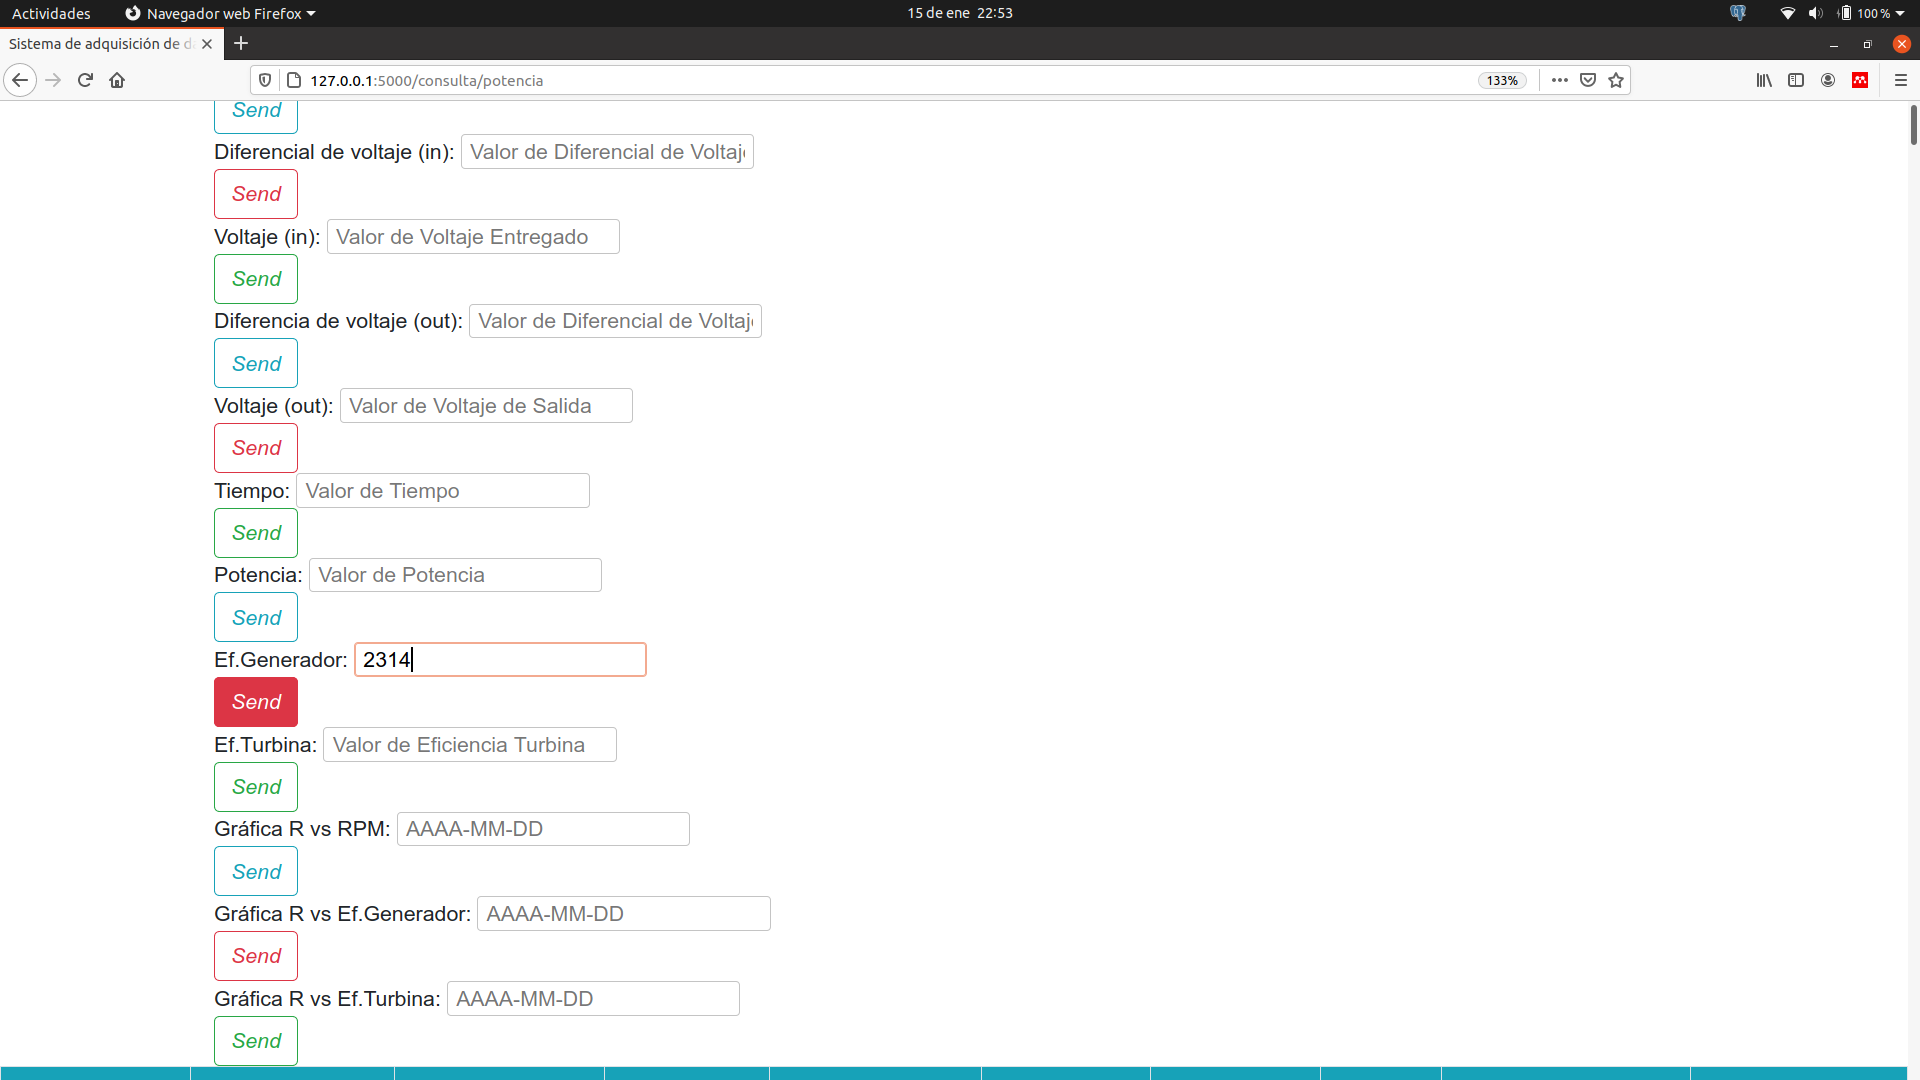 Actividades Navegador web Firefox 15 de ene 22:53 100 %
Sistema de adquisición de d
127.0.0.1:5000/consulta/potencia 133%
Send
Diferencial de voltaje (in): Valor de Diferencial de Voltaj
Send
Voltaje (in): Valor de Voltaje Entregado
Send
Diferencia de voltaje (out): Valor de Diferencial de Voltaj
Send
Voltaje (out): Valor de Voltaje de Salida
Send
Tiempo: Valor de Tiempo
Send
Potencia: Valor de Potencia
Send
Ef.Generador: 2314
Send
Ef.Turbina: Valor de Eficiencia Turbina
Send
Gráfica R vs RPM: AAAA-MM-DD
Send
Gráfica R vs Ef.Generador: AAAA-MM-DD
Send
Gráfica R vs Ef.Turbina: AAAA-MM-DD
Send